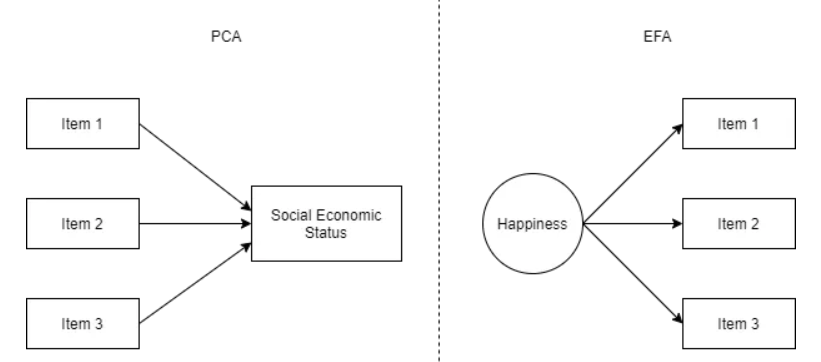 PCA
EFA
Item 1
Item 2
Item 3
Social Economic
Status
Happiness
Item 1
Item 2
Item 3